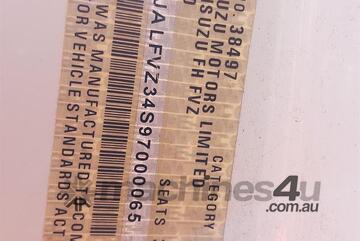 NO. 38497
CATEGORY
UZU MOTORS LIMITED
SUZU FH FVZ
D
SEATS
JALFVZ34S97000065
WAS MANUFACTURED
COM
OR VEHICLE STANDARDS ACT
machines4u
.com.au